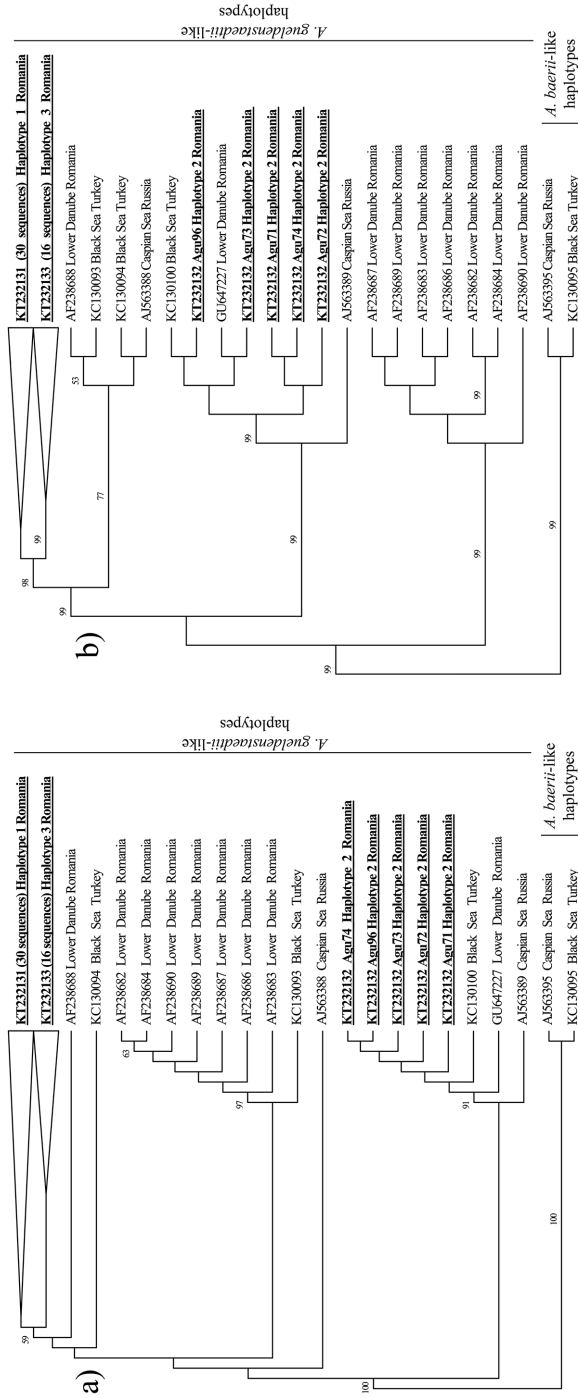 a)
59
63
97
91
100
100
KT232131 (30 sequences) Haplotype 1 Romania
KT232133 (16 sequences) Haplotype 3 Romania
AF238688 Lower Danube Romania
KC130094 Black Sea Turkey
AF238682 Lower Danube Romania
AF238684 Lower Danube Romania
AF238690 Lower Danube Romania
AF238689 Lower Danube Romania
AF238687 Lower Danube Romania
AF238686 Lower Danube Romania
AF238683 Lower Danube Romania
KC130093 Black Sea Turkey
AJ563388 Caspian Sea Russia
KT232132 Agu74 Haplotype 2 Romania
KT232132 Agu96 Haplotype 2 Romania
KT232132 Agu73 Haplotype 2 Romania
KT232132 Agu72 Haplotype 2 Romania
KT232132 Agu71 Haplotype 2 Romania
KC130100 Black Sea Turkey
GU647227 Lower Danube Romania
AJ563389 Caspian Sea Russia
AJ563395 Caspian Sea Russia
KC130095 Black Sea Turkey
A. gueldenstaedtii-like
haplotypes
A. baerii-like
haplotypes
b)
98
99
53
77
99
99
99
99
99
99
99
KT232131 (30 sequences) Haplotype 1 Romania
KT232133 (16 sequences) Haplotype 3 Romania
AF238688 Lower Danube Romania
KC130093 Black Sea Turkey
KC130094 Black Sea Turkey
AJ563388 Caspian Sea Russia
KC130100 Black Sea Turkey
KT232132 Agu96 Haplotype 2 Romania
GU647227 Lower Danube Romania
KT232132 Agu73 Haplotype 2 Romania
KT232132 Agu71 Haplotype 2 Romania
KT232132 Agu74 Haplotype 2 Romania
KT232132 Agu72 Haplotype 2 Romania
AJ563389 Caspian Sea Russia
AF238687 Lower Danube Romania
AF238689 Lower Danube Romania
AF238683 Lower Danube Romania
AF238686 Lower Danube Romania
AF238682 Lower Danube Romania
AF238684 Lower Danube Romania
AF238690 Lower Danube Romania
AJ563395 Caspian Sea Russia
KC130095 Black Sea Turkey
A. gueldenstaedtii-like
haplotypes
A. baerii-like
haplotypes